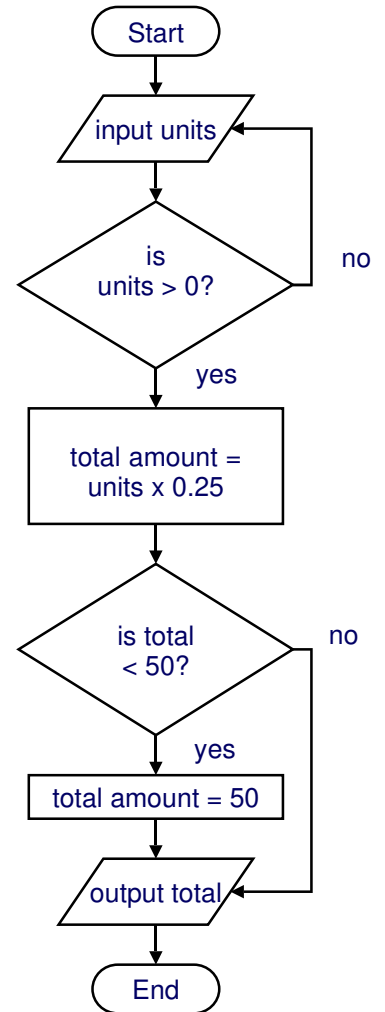 Start
input units
is
units > 0?
no
yes
total amount =
units x 0.25
is total
< 50?
no
yes
total amount = 50
output total
End